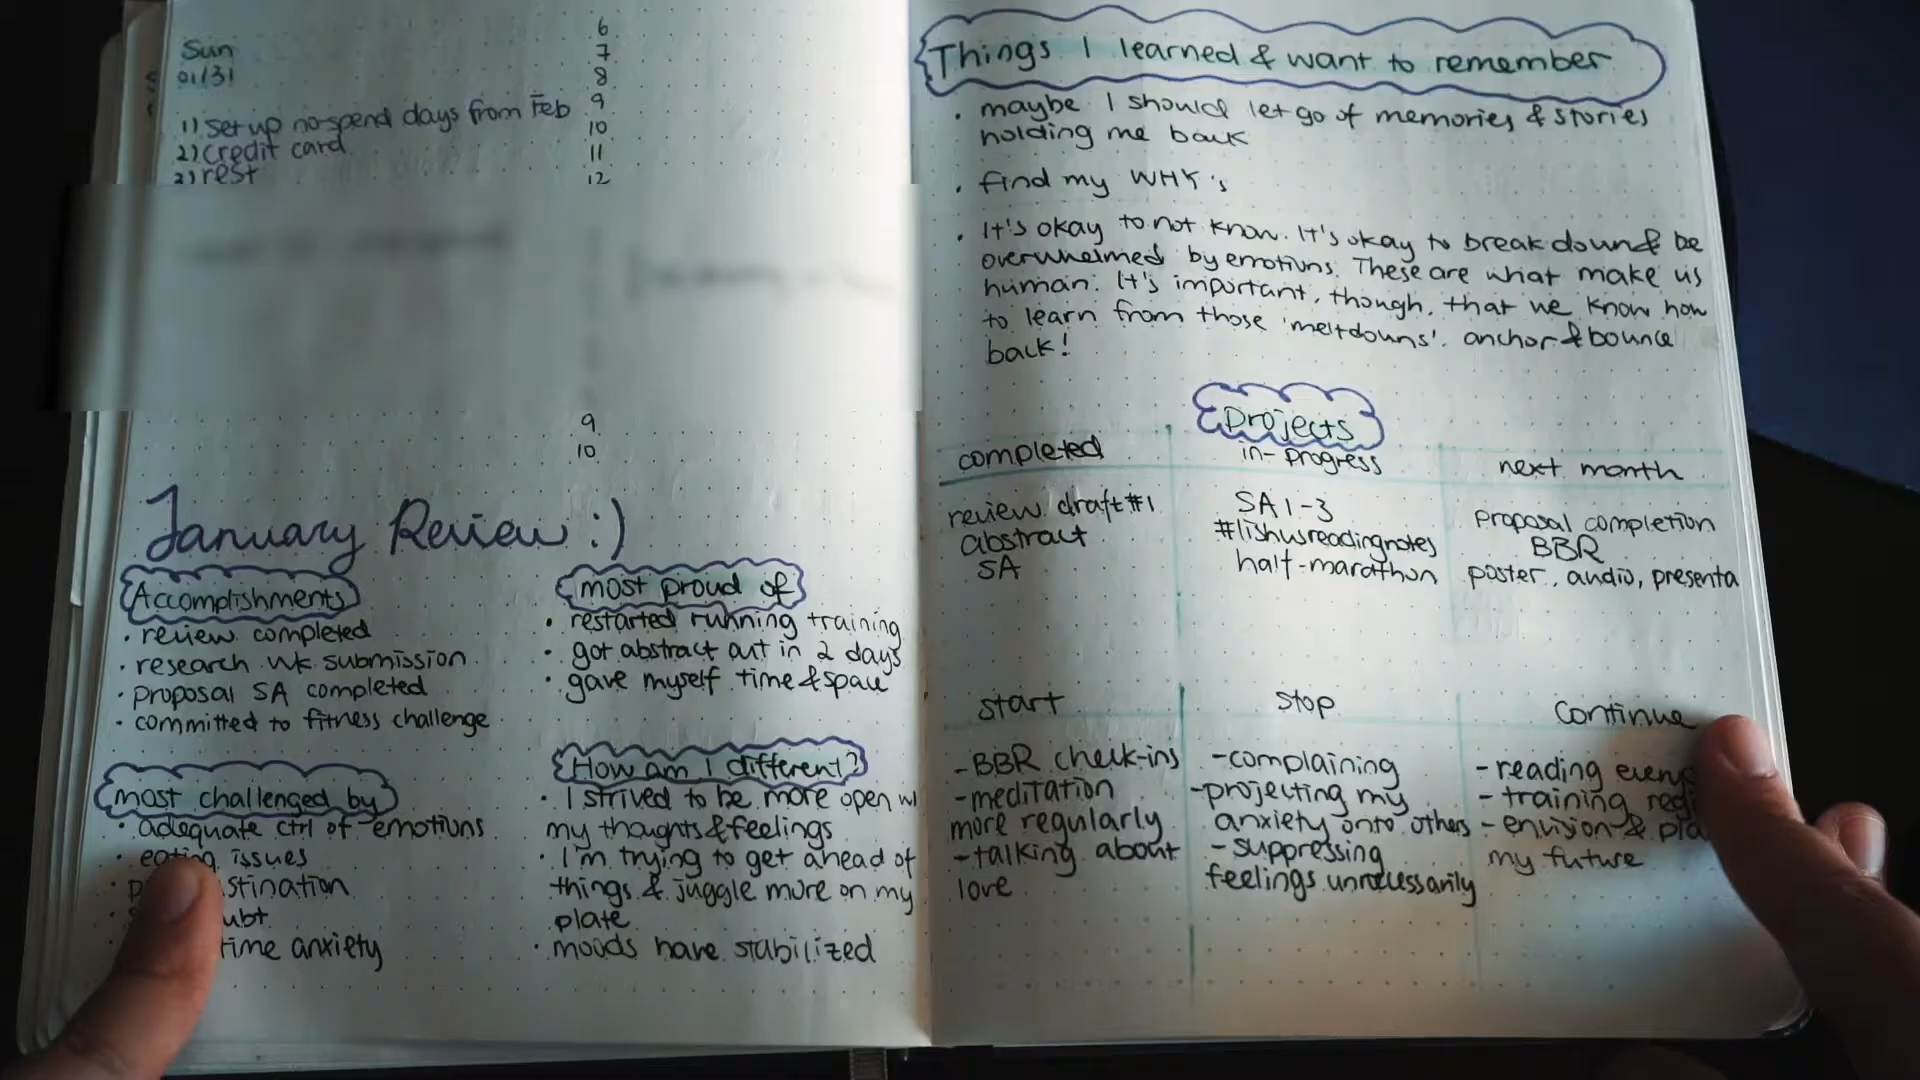 Sun
01/31
1) set up no-spend days from Feb
2) credit card
3) rest
6
7
8
9
10
11
12
9
10
January Review :)
Accomplishments
• review completed
• research wk submission
• proposal SA completed
• committed to fitness challenge
most proud of
• restarted running training
• got abstract out in 2 days
• gave myself time & space
most challenged by
• adequate ctrl of emotions
• eating issues
stination
ubt
time anxiety
How am I different?
• I strived to be more open w/
my thoughts & feelings
• I'm trying to get ahead of
things & juggle more on my
plate
• moods have stabilized
Things I learned & want to remember
• maybe I should let go of memories & stories
holding me back
• find my WHY's
• It's okay to not know. It's okay to break down & be
overwhelmed by emotions. These are what make us
human. It's important, though, that we know how
to learn from those 'meltdowns'. anchor & bounce
back!
Projects
completed
review draft #1
abstract
SA
in-progress
SA 1-3
#lishusreadingnotes
half-marathon
next month
proposal completion
BBR
poster, audio, presenta
start
- BBR check-ins
- meditation
more regularly
- talking about
love
stop
- complaining
- projecting my
anxiety onto others
- suppressing
feelings unnecessarily
continue
- reading every
- training reg
- envision & pla
my future